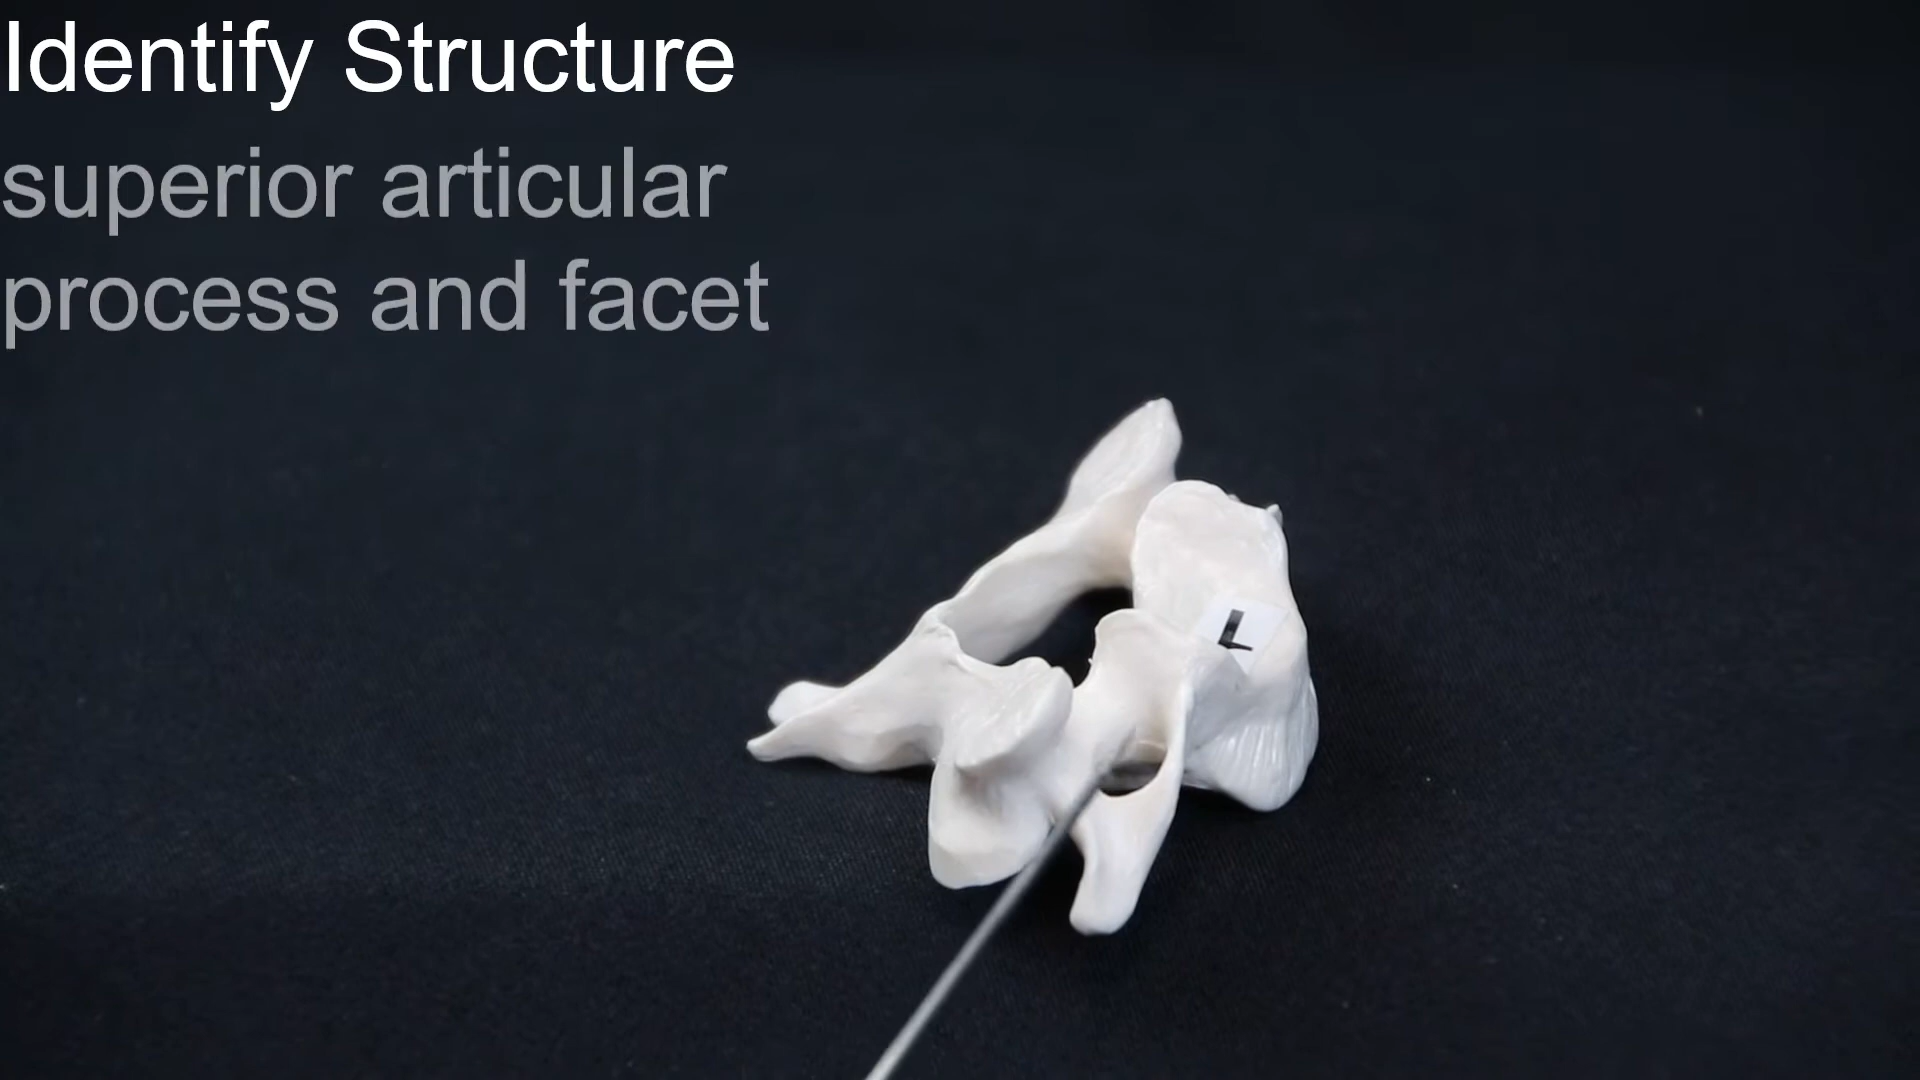 Identify Structure
superior articular
process and facet
L